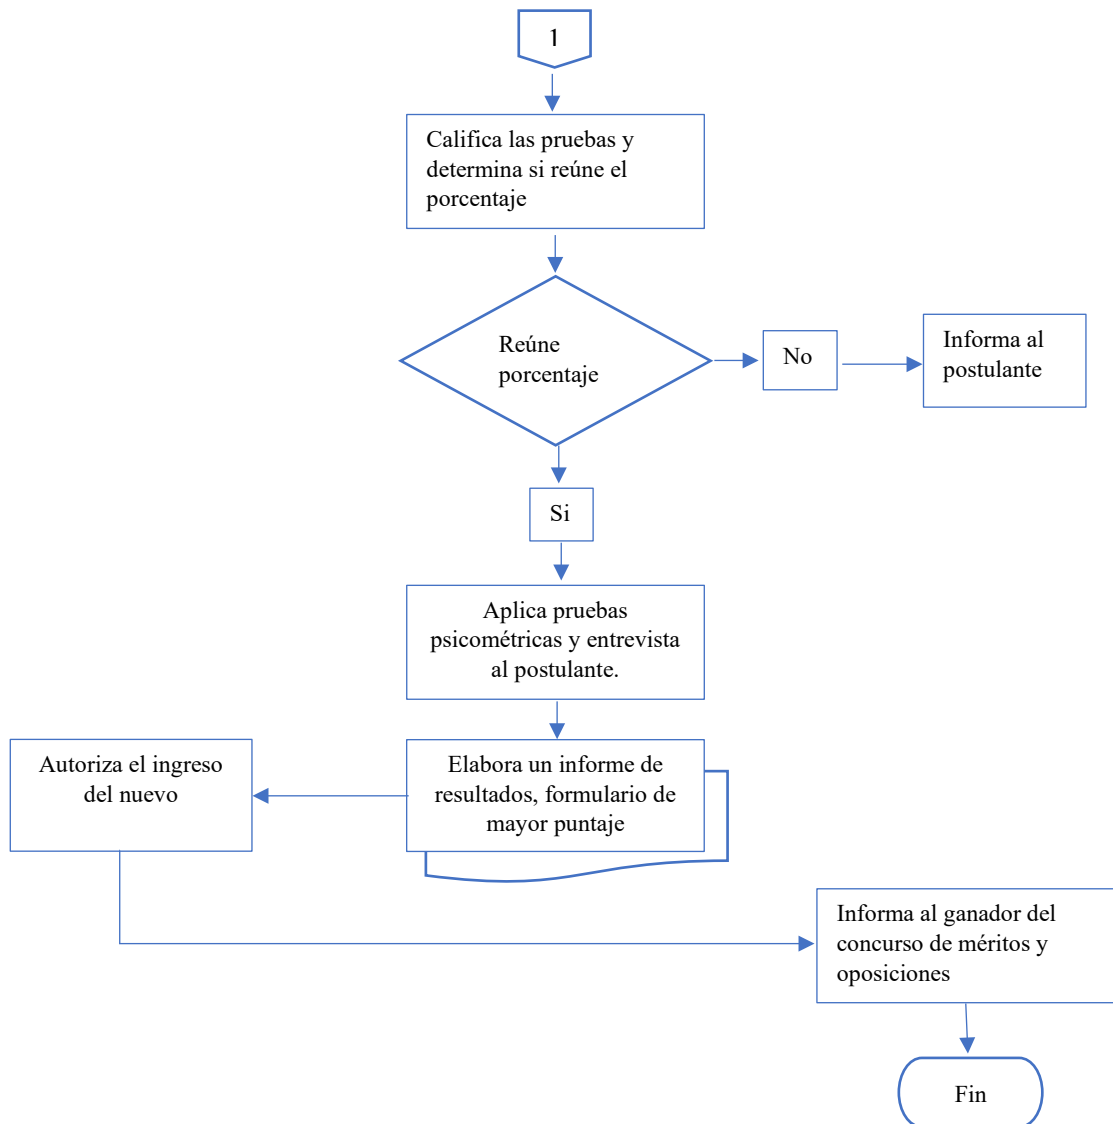 1
Califica las pruebas y
determina si reúne el
porcentaje
Reúne
porcentaje
No
Informa al
postulante
Si
Aplica pruebas
psicométricas y entrevista
al postulante.
Autoriza el ingreso
del nuevo
Elabora un informe de
resultados, formulario de
mayor puntaje
Informa al ganador del
concurso de méritos y
oposiciones
Fin